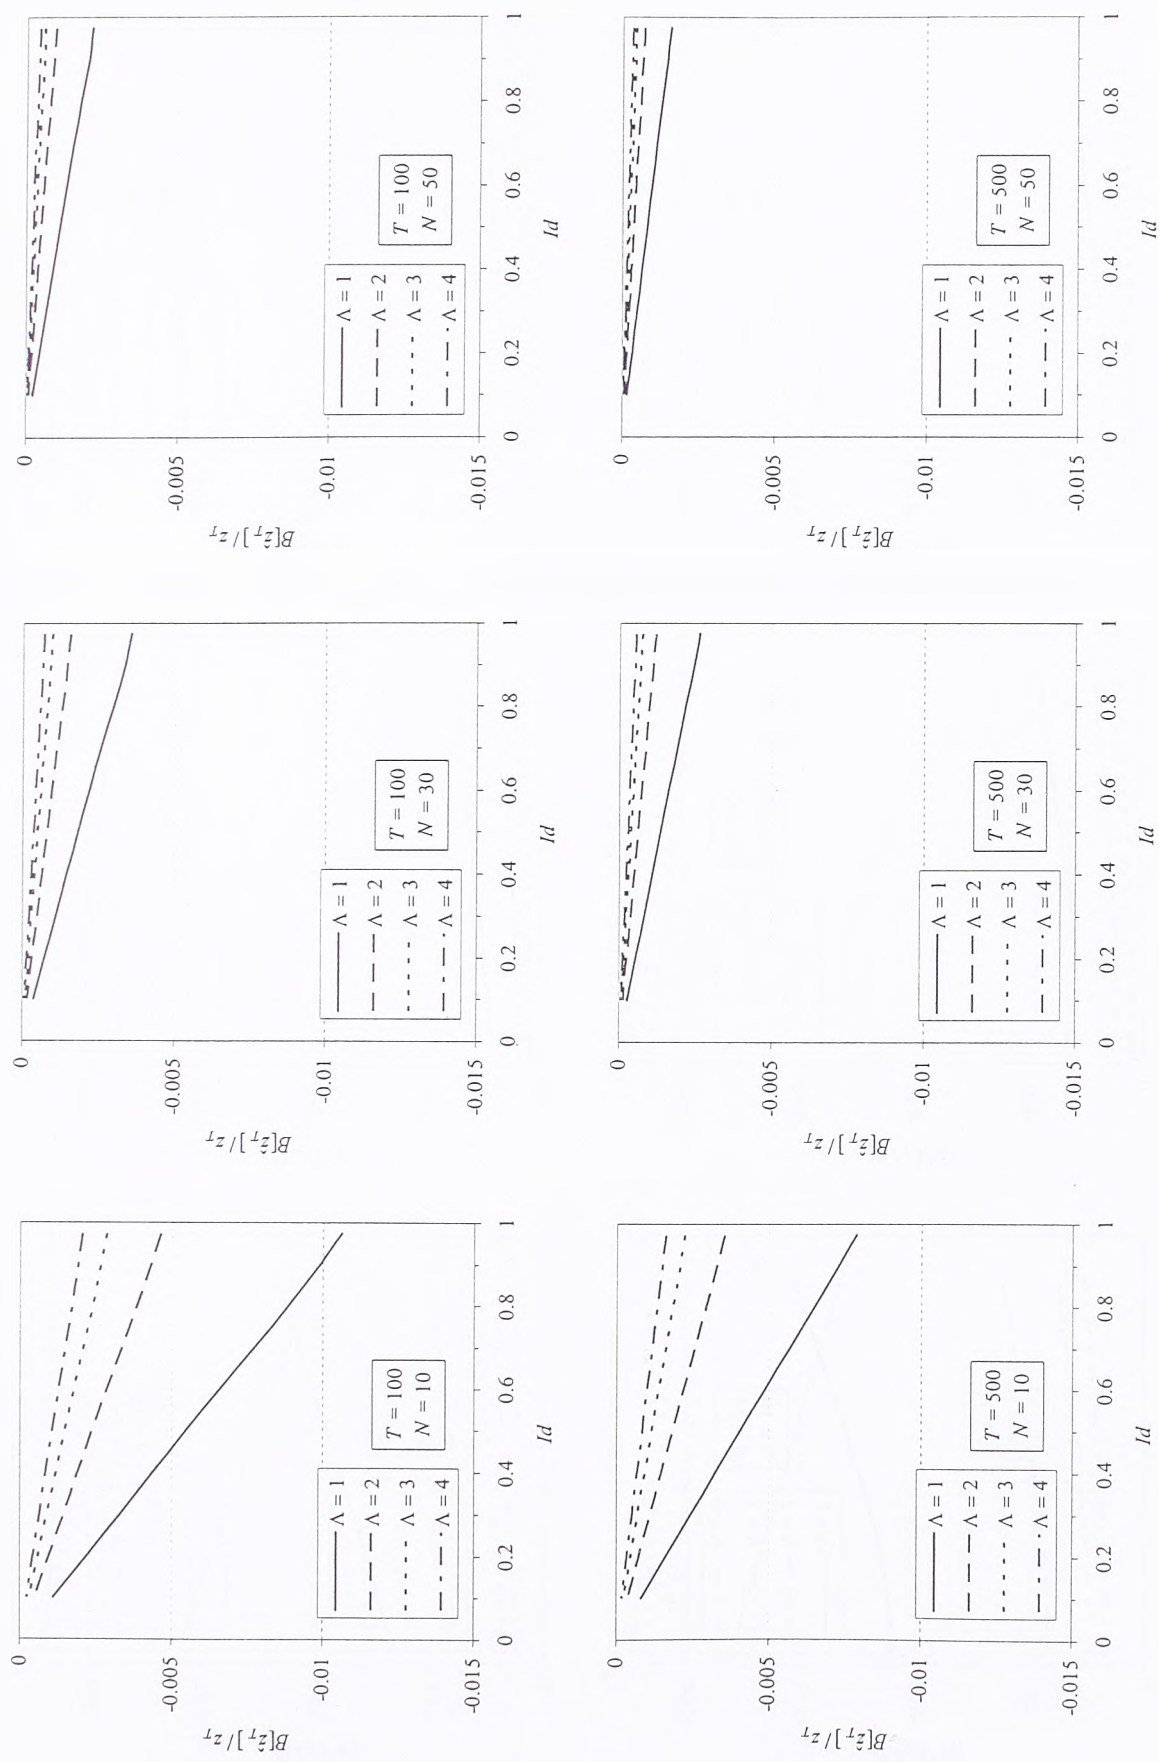 B[ẑ_T]/z_T
0
-0.005
-0.01
-0.015
Λ = 1
Λ = 2
Λ = 3
Λ = 4
T = 100
N = 10
0 0.2 0.4 0.6 0.8 1
Id
B[ẑ_T]/z_T
0
-0.005
-0.01
-0.015
Λ = 1
Λ = 2
Λ = 3
Λ = 4
T = 100
N = 30
0 0.2 0.4 0.6 0.8 1
Id
B[ẑ_T]/z_T
0
-0.005
-0.01
-0.015
Λ = 1
Λ = 2
Λ = 3
Λ = 4
T = 100
N = 50
0 0.2 0.4 0.6 0.8 1
Id
B[ẑ_T]/z_T
0
-0.005
-0.01
-0.015
Λ = 1
Λ = 2
Λ = 3
Λ = 4
T = 500
N = 10
0 0.2 0.4 0.6 0.8 1
Id
B[ẑ_T]/z_T
0
-0.005
-0.01
-0.015
Λ = 1
Λ = 2
Λ = 3
Λ = 4
T = 500
N = 30
0 0.2 0.4 0.6 0.8 1
Id
B[ẑ_T]/z_T
0
-0.005
-0.01
-0.015
Λ = 1
Λ = 2
Λ = 3
Λ = 4
T = 500
N = 50
0 0.2 0.4 0.6 0.8 1
Id